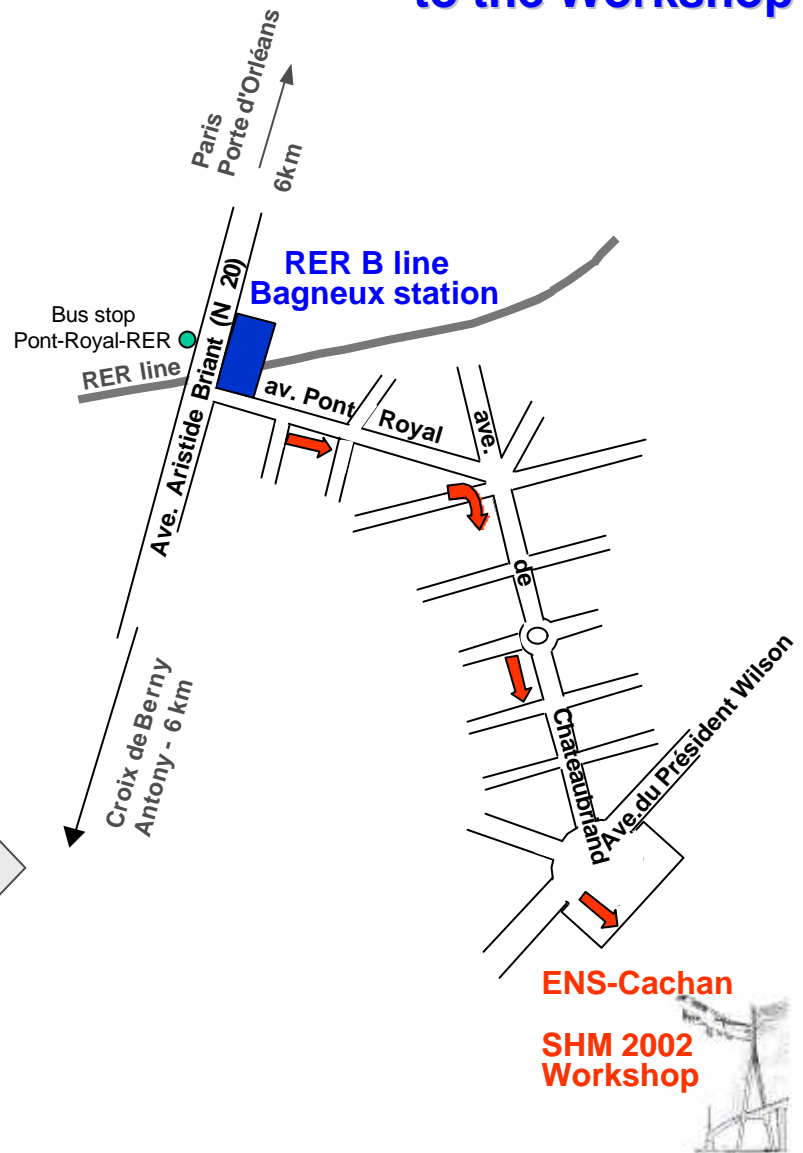 to the Workshop
Paris
Porte d'Orléans
6km
RER B line
Bagneux station
Bus stop
Pont-Royal-RER
RER line
Ave. Aristide Briant (N 20)
av. Pont Royal
ave. de Chateaubriand
Ave.du Président Wilson
Croix de Berny
Antony - 6 km
ENS-Cachan
SHM 2002
Workshop